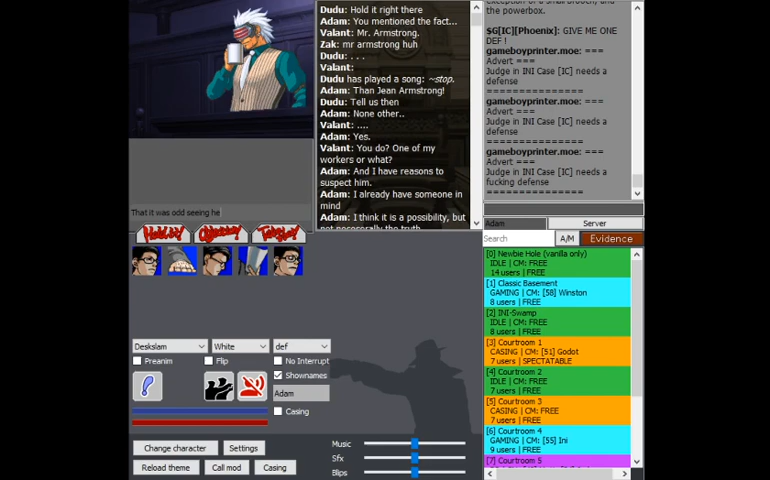 Dudu: Hold it right there
Adam: You mentioned the fact...
Valant: Mr. Armstrong.
Zak: mr armstrong huh
Dudu: . . .
Valant:
Dudu has played a song: ~stop.
Adam: Than Jean Armstrong!
Dudu: Tell us then
Adam: None other..
Valant: ....
Adam: Yes.
Valant: You do? One of my
workers or what?
Adam: And I have reasons to
suspect him.
Adam: I already have someone in
mind
Adam: I think it is a possibility, but
That it was odd seeing he
Hold it!
Objection!
Take that!
and
the powerbox.
$G[IC][Phoenix]: GIVE ME ONE
DEF !
gameboyprinter.moe: ===
Advert ===
Judge in INI Case [IC] needs a
defense
===============
gameboyprinter.moe: ===
Advert ===
Judge in INI Case [IC] needs a
defense
===============
gameboyprinter.moe: ===
Advert ===
Judge in INI Case [IC] needs a
fucking defense
===============
Adam
Server
Search
A/M
Evidence
[0] Newbie Hole (vanilla only)
IDLE | CM: FREE
14 users | FREE
[1] Classic Basement
GAMING | CM: [58] Winston
8 users | FREE
[2] INI-Swamp
IDLE | CM: FREE
8 users | FREE
[3] Courtroom 1
CASING | CM: [51] Godot
7 users | SPECTATABLE
[4] Courtroom 2
IDLE | CM: FREE
7 users | FREE
[5] Courtroom 3
CASING | CM: FREE
7 users | FREE
[6] Courtroom 4
GAMING | CM: [55] Ini
9 users | FREE
[7] Courtroom 5
Deskslam
White
def
Preanim
Flip
No Interrupt
Shownames
Adam
Casing
Change character
Settings
Reload theme
Call mod
Casing
Music
Sfx
Blips